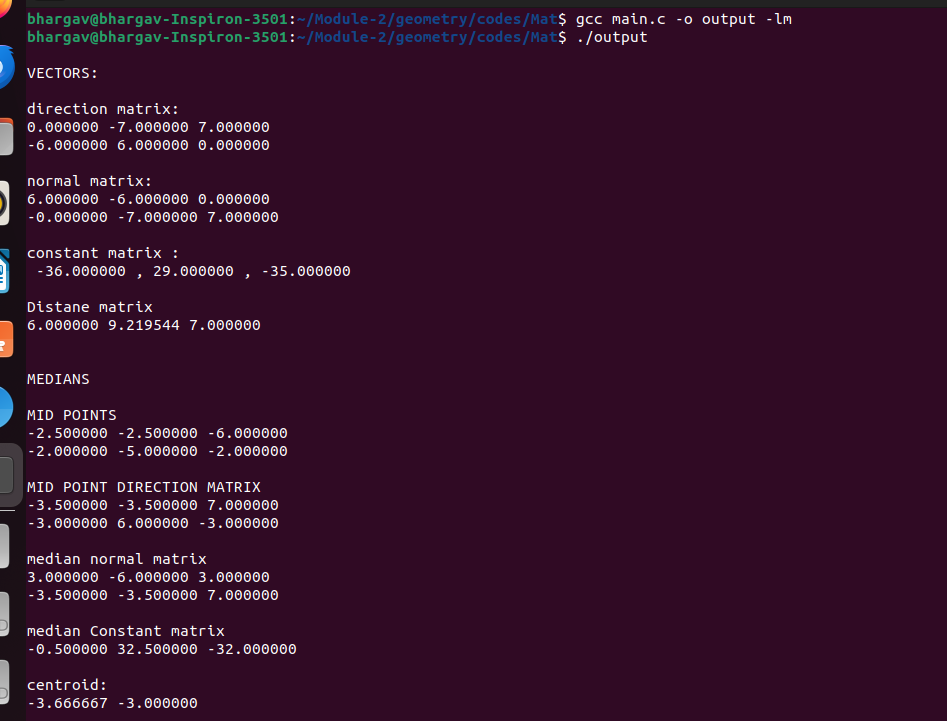 bhargav@bhargav-Inspiron-3501:~/Module-2/geometry/codes/Mat$ gcc main.c -o output -lm
bhargav@bhargav-Inspiron-3501:~/Module-2/geometry/codes/Mat$ ./output
VECTORS:
direction matrix:
0.000000 -7.000000 7.000000
-6.000000 6.000000 0.000000
normal matrix:
6.000000 -6.000000 0.000000
-0.000000 -7.000000 7.000000
constant matrix :
-36.000000 , 29.000000 , -35.000000
Distane matrix
6.000000 9.219544 7.000000
MEDIANS
MID POINTS
-2.500000 -2.500000 -6.000000
-2.000000 -5.000000 -2.000000
MID POINT DIRECTION MATRIX
-3.500000 -3.500000 7.000000
-3.000000 6.000000 -3.000000
median normal matrix
3.000000 -6.000000 3.000000
-3.500000 -3.500000 7.000000
median Constant matrix
-0.500000 32.500000 -32.000000
centroid:
-3.666667 -3.000000